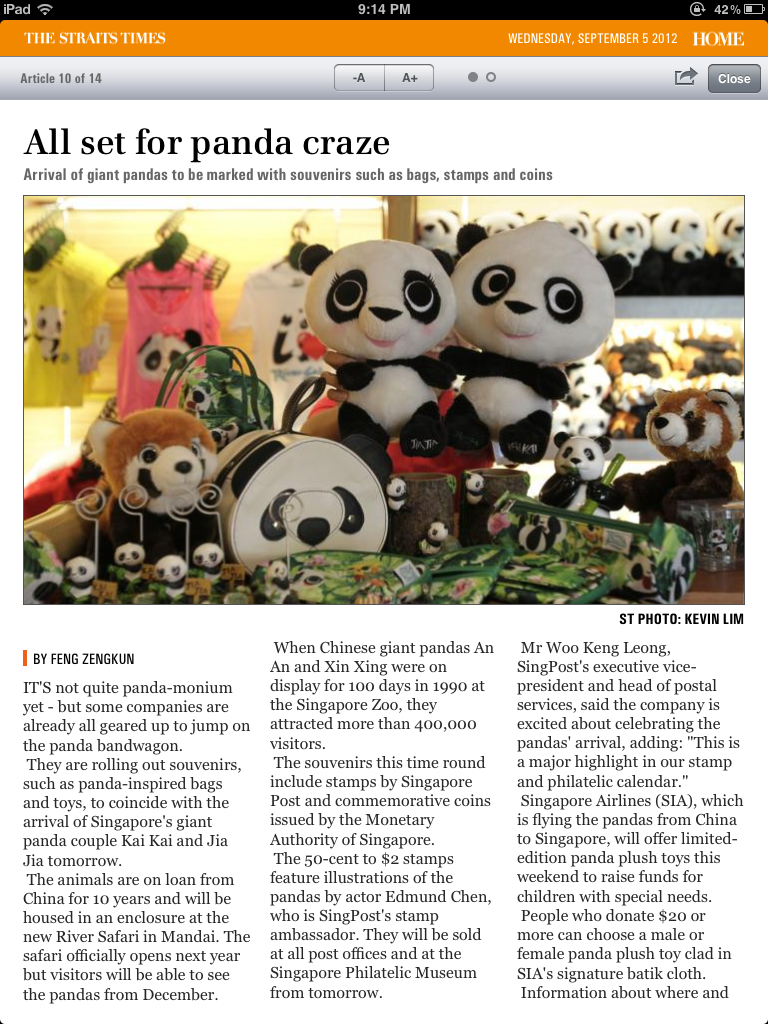 iPad 9:14 PM 42%
THE STRAITS TIMES WEDNESDAY, SEPTEMBER 5 2012 HOME
Article 10 of 14 -A A+ Close
All set for panda craze
Arrival of giant pandas to be marked with souvenirs such as bags, stamps and coins
i
JIA JIA
KAI KAI
ST PHOTO: KEVIN LIM
BY FENG ZENGKUN
IT'S not quite panda-monium
yet - but some companies are
already all geared up to jump on
the panda bandwagon.
They are rolling out souvenirs,
such as panda-inspired bags
and toys, to coincide with the
arrival of Singapore's giant
panda couple Kai Kai and Jia
Jia tomorrow.
The animals are on loan from
China for 10 years and will be
housed in an enclosure at the
new River Safari in Mandai. The
safari officially opens next year
but visitors will be able to see
the pandas from December.
When Chinese giant pandas An
An and Xin Xing were on
display for 100 days in 1990 at
the Singapore Zoo, they
attracted more than 400,000
visitors.
The souvenirs this time round
include stamps by Singapore
Post and commemorative coins
issued by the Monetary
Authority of Singapore.
The 50-cent to $2 stamps
feature illustrations of the
pandas by actor Edmund Chen,
who is SingPost's stamp
ambassador. They will be sold
at all post offices and at the
Singapore Philatelic Museum
from tomorrow.
Mr Woo Keng Leong,
SingPost's executive vice-
president and head of postal
services, said the company is
excited about celebrating the
pandas' arrival, adding: "This is
a major highlight in our stamp
and philatelic calendar."
Singapore Airlines (SIA), which
is flying the pandas from China
to Singapore, will offer limited-
edition panda plush toys this
weekend to raise funds for
children with special needs.
People who donate $20 or
more can choose a male or
female panda plush toy clad in
SIA's signature batik cloth.
Information about where and